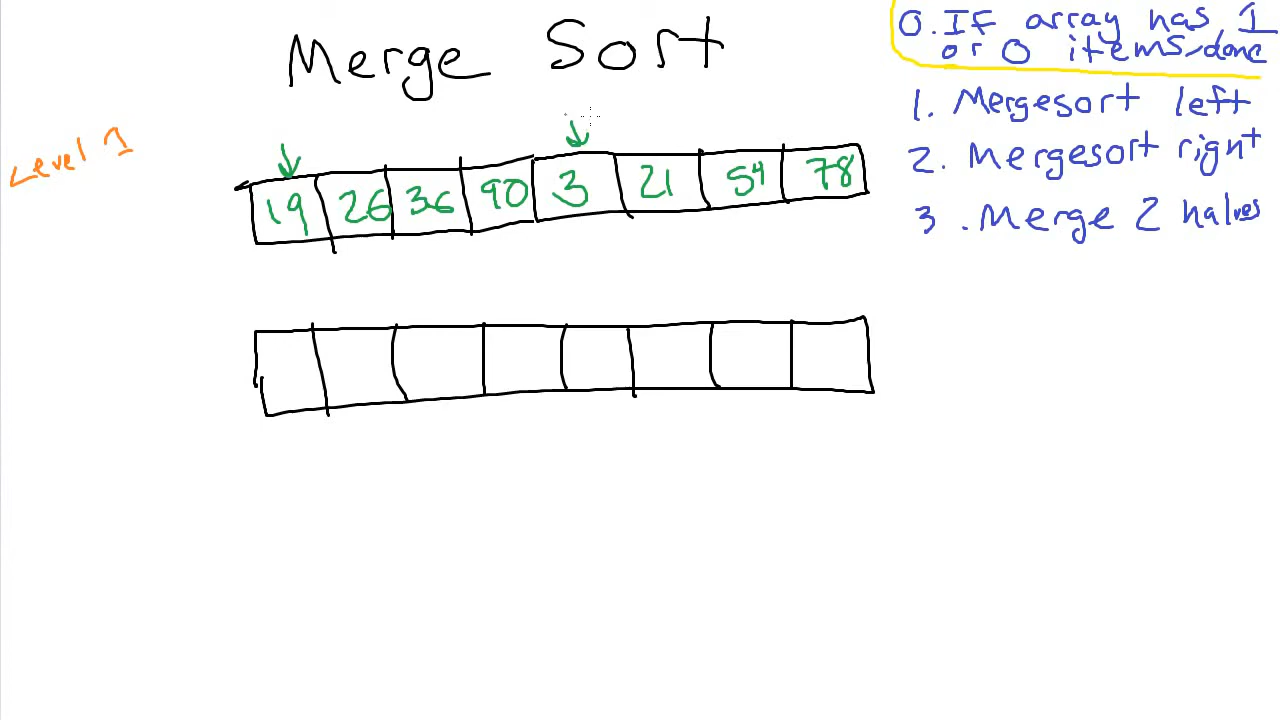 Merge Sort
0. If array has 1
or 0 items, done
1. Mergesort left
2. Mergesort right
3. Merge 2 halves
Level 1
19 26 36 90 3 21 54 78